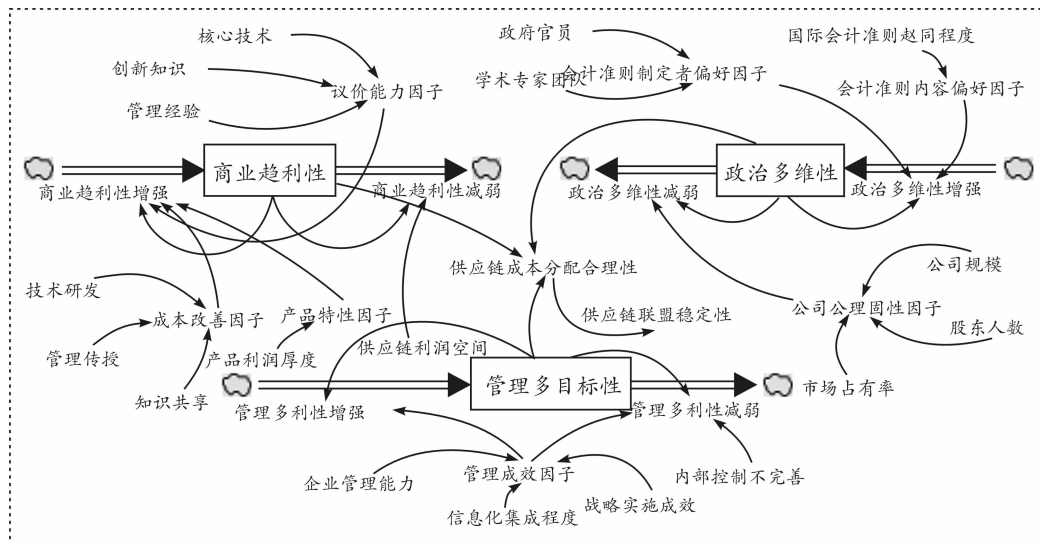 核心技术
政府官员
国际会计准则赵同程度
创新知识
学术专家团队
会计准则制定者偏好因子
议价能力因子
会计准则内容偏好因子
管理经验
商业趋利性
政治多维性
商业趋利性增强
商业趋利性减弱
政治多维性减弱
政治多维性增强
供应链成本分配合理性
公司规模
技术研发
成本改善因子
产品特性因子
供应链联盟稳定性
公司公理固性因子
股东人数
管理传授
产品利润厚度
供应链利润空间
管理多目标性
市场占有率
知识共享
管理多利性增强
管理多利性减弱
企业管理能力
管理成效因子
内部控制不完善
信息化集成程度
战略实施成效